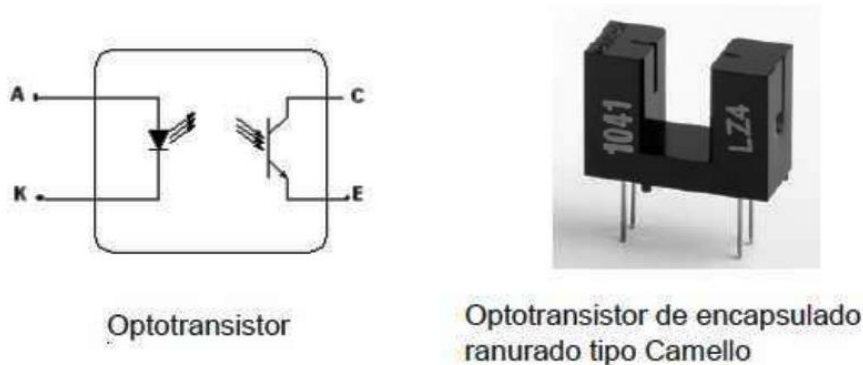 A
C
K
E
Optotransistor
1041
LZ4
Optotransistor de encapsulado
ranurado tipo Camello